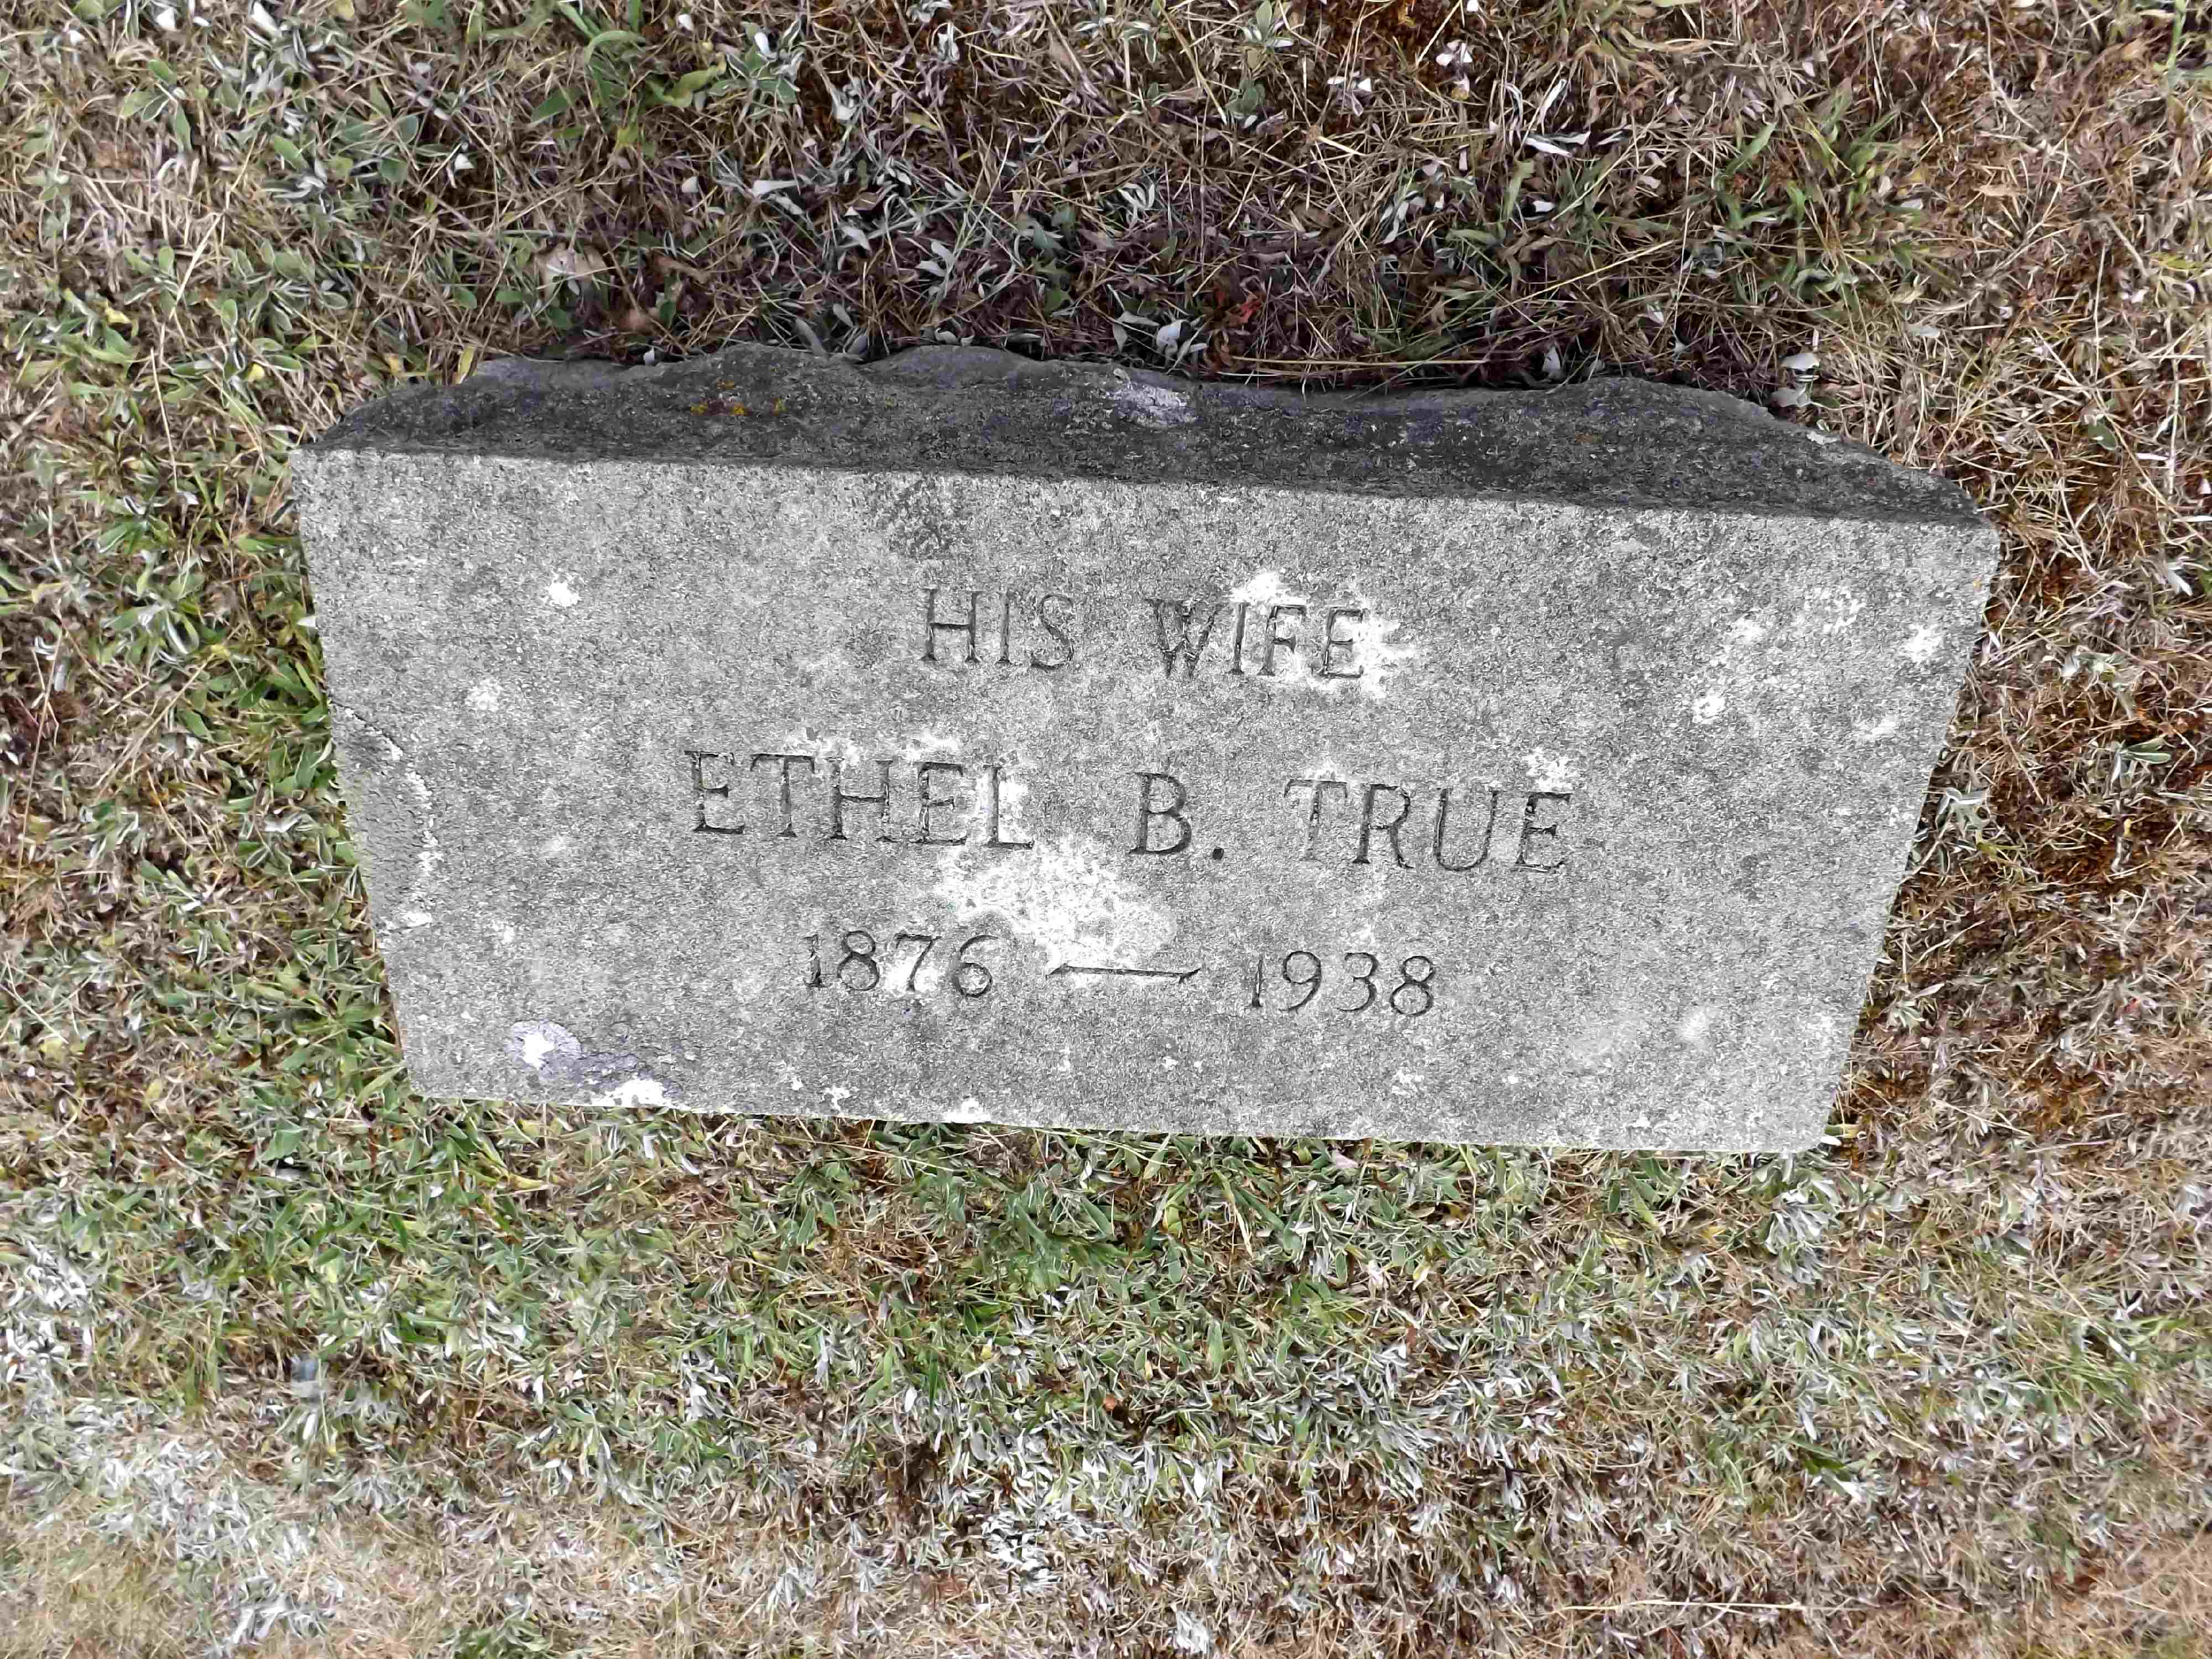 HIS WIFE
ETHEL B. TRUE
1876 — 1938